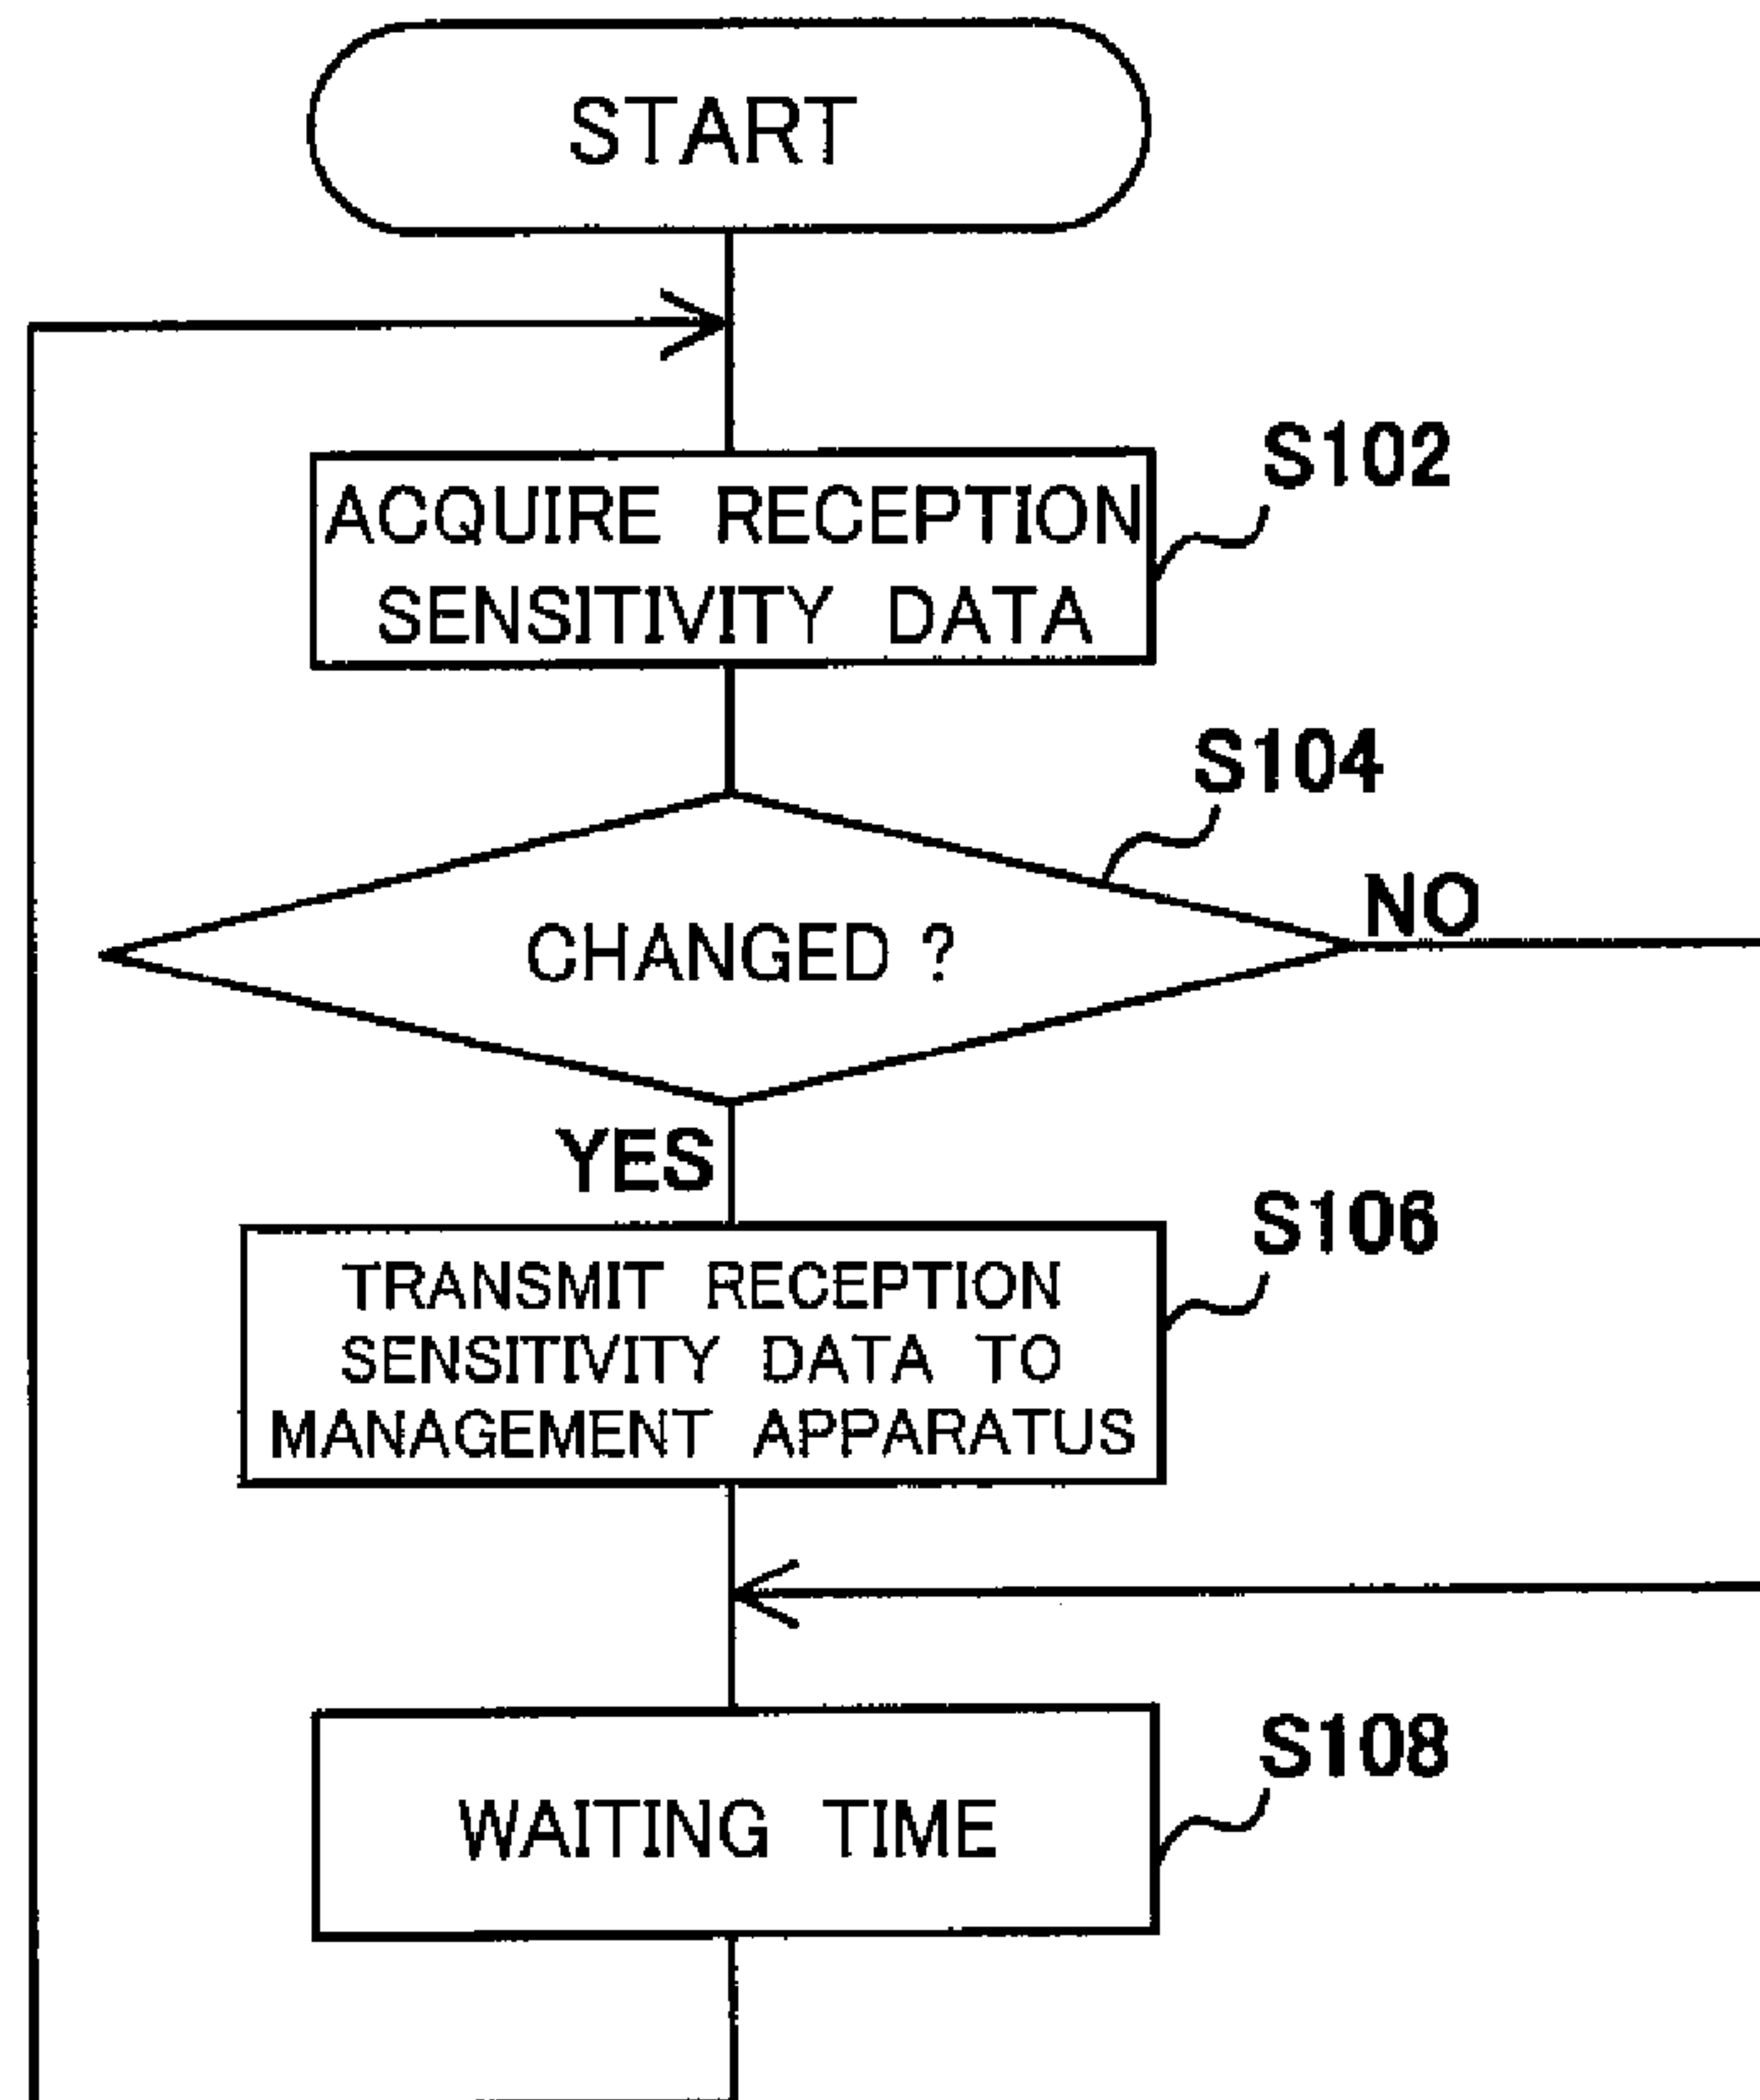 START
S102
ACQUIRE RECEPTION
SENSITIVITY DATA
S104
NO
CHANGED ?
YES
S106
TRANSMIT RECEPTION
SENSITIVITY DATA TO
MANAGEMENT APPARATUS
S108
WAITING TIME